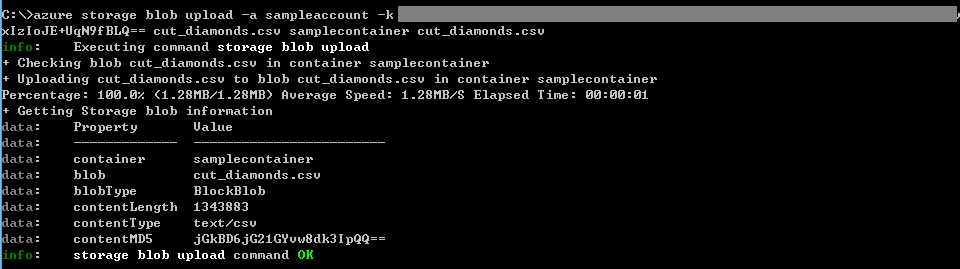 C:\>azure storage blob upload -a sampleaccount -k
xIzIoJE+UqN9fBLQ== cut_diamonds.csv samplecontainer cut_diamonds.csv
info:    Executing command storage blob upload
+ Checking blob cut_diamonds.csv in container samplecontainer
+ Uploading cut_diamonds.csv to blob cut_diamonds.csv in container samplecontainer
Percentage: 100.0% (1.28MB/1.28MB) Average Speed: 1.28MB/S Elapsed Time: 00:00:01
+ Getting Storage blob information
data:    Property       Value
data:    -------------  ------------------------
data:    container      samplecontainer
data:    blob           cut_diamonds.csv
data:    blobType       BlockBlob
data:    contentLength  1343883
data:    contentType    text/csv
data:    contentMD5     jGkBD6jG21GYvw8dk3IpQQ==
info:    storage blob upload command OK